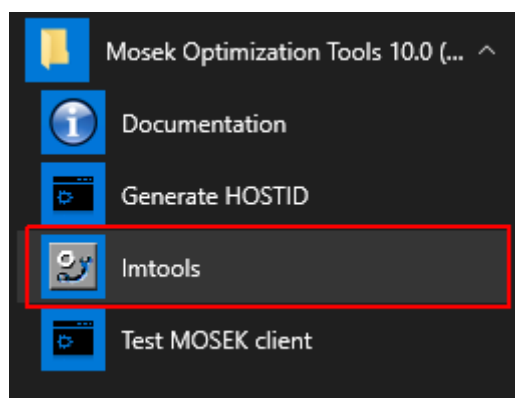 Mosek Optimization Tools 10.0 (...
Documentation
Generate HOSTID
lmtools
Test MOSEK client